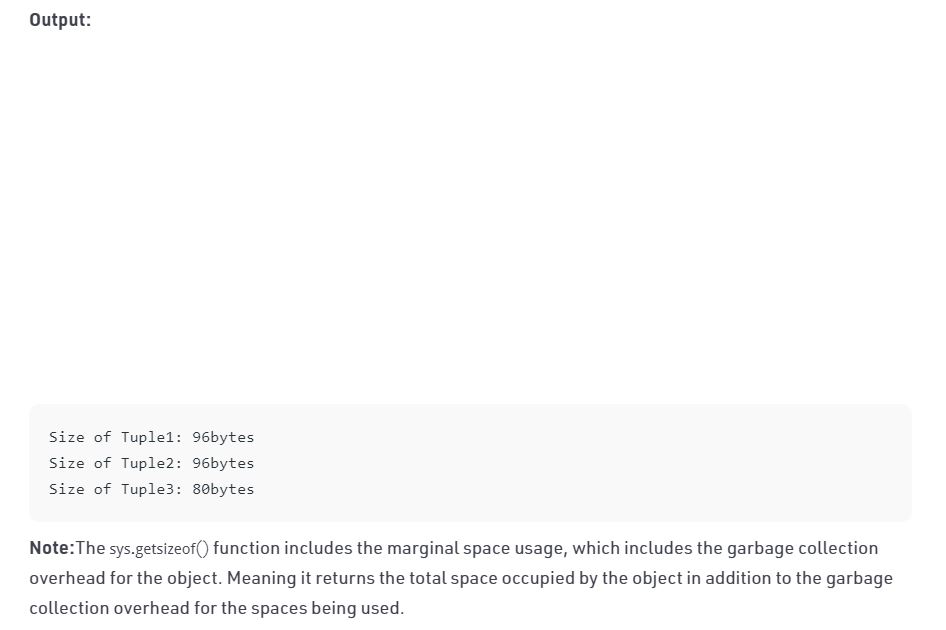 Output:
Size of Tuple1: 96bytes
Size of Tuple2: 96bytes
Size of Tuple3: 80bytes
Note:The sys.getsizeof() function includes the marginal space usage, which includes the garbage collection
overhead for the object. Meaning it returns the total space occupied by the object in addition to the garbage
collection overhead for the spaces being used.